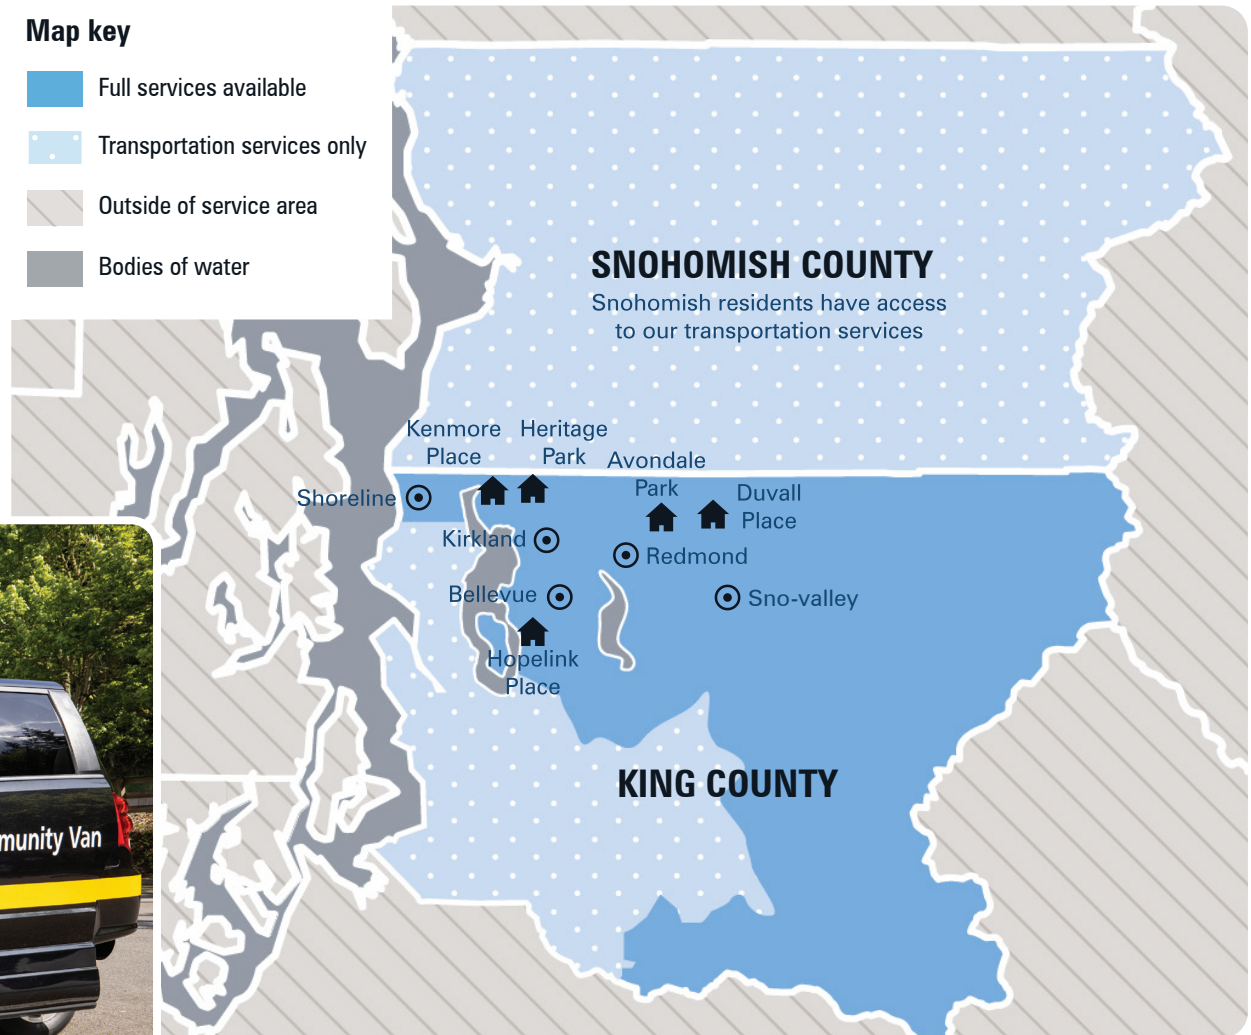 Map key
Full services available
Transportation services only
Outside of service area
Bodies of water
SNOHOMISH COUNTY
Snohomish residents have access
to our transportation services
Kenmore
Place
Heritage
Park
Avondale
Park
Duvall
Place
Shoreline
Kirkland
Redmond
Bellevue
Sno-valley
Hopelink
Place
KING COUNTY
munity Van